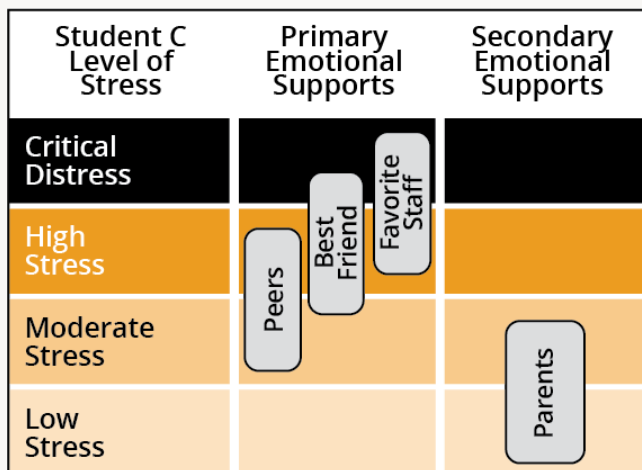 Student C
Level of
Stress
Primary
Emotional
Supports
Secondary
Emotional
Supports
Critical
Distress
Favorite
Staff
Best
Friend
High
Stress
Peers
Moderate
Stress
Parents
Low
Stress